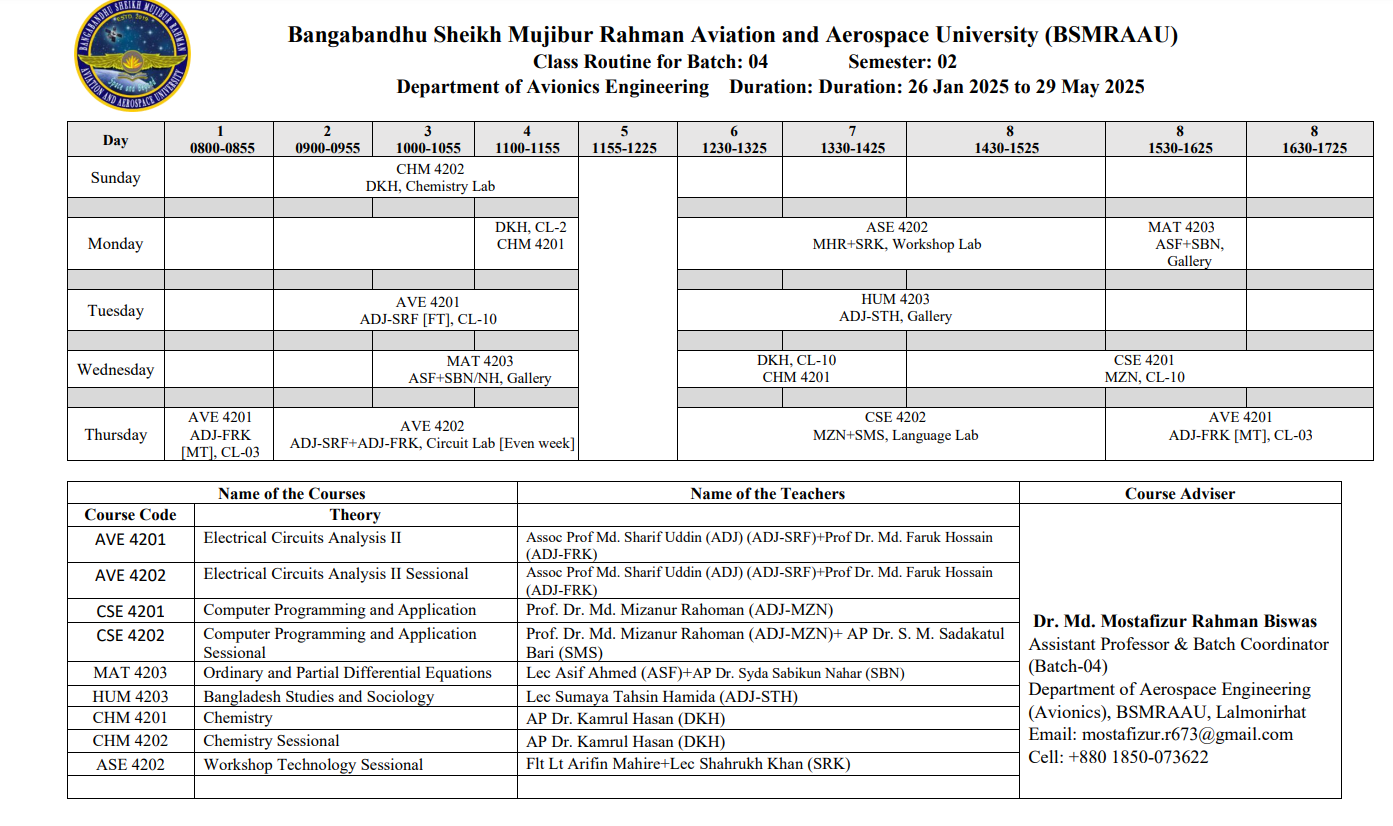 BANGABANDHU SHEIKH MUJIBUR RAHMAN
ESTD 2019
AVIATION AND AEROSPACE UNIVERSITY
Bangabandhu Sheikh Mujibur Rahman Aviation and Aerospace University (BSMRAAU)
Class Routine for Batch: 04 Semester: 02
Department of Avionics Engineering Duration: Duration: 26 Jan 2025 to 29 May 2025
Day 1 2 3 4 5 6 7 8 8 8
0800-0855 0900-0955 1000-1055 1100-1155 1155-1225 1230-1325 1330-1425 1430-1525 1530-1625 1630-1725
Sunday
CHM 4202
DKH, Chemistry Lab
Monday
DKH, CL-2
CHM 4201
ASE 4202
MHR+SRK, Workshop Lab
MAT 4203
ASF+SBN,
Gallery
Tuesday
AVE 4201
ADJ-SRF [FT], CL-10
HUM 4203
ADJ-STH, Gallery
Wednesday
MAT 4203
ASF+SBN/NH, Gallery
DKH, CL-10
CHM 4201
CSE 4201
MZN, CL-10
Thursday
AVE 4201
ADJ-FRK
[MT], CL-03
AVE 4202
ADJ-SRF+ADJ-FRK, Circuit Lab [Even week]
CSE 4202
MZN+SMS, Language Lab
AVE 4201
ADJ-FRK [MT], CL-03
Name of the Courses Name of the Teachers Course Adviser
Course Code Theory
AVE 4201 Electrical Circuits Analysis II Assoc Prof Md. Sharif Uddin (ADJ) (ADJ-SRF)+Prof Dr. Md. Faruk Hossain
(ADJ-FRK)
AVE 4202 Electrical Circuits Analysis II Sessional Assoc Prof Md. Sharif Uddin (ADJ) (ADJ-SRF)+Prof Dr. Md. Faruk Hossain
(ADJ-FRK)
CSE 4201 Computer Programming and Application Prof. Dr. Md. Mizanur Rahoman (ADJ-MZN)
CSE 4202 Computer Programming and Application Prof. Dr. Md. Mizanur Rahoman (ADJ-MZN)+ AP Dr. S. M. Sadakatul
Sessional Bari (SMS)
MAT 4203 Ordinary and Partial Differential Equations Lec Asif Ahmed (ASF)+AP Dr. Syda Sabikun Nahar (SBN)
HUM 4203 Bangladesh Studies and Sociology Lec Sumaya Tahsin Hamida (ADJ-STH)
CHM 4201 Chemistry AP Dr. Kamrul Hasan (DKH)
CHM 4202 Chemistry Sessional AP Dr. Kamrul Hasan (DKH)
ASE 4202 Workshop Technology Sessional Flt Lt Arifin Mahire+Lec Shahrukh Khan (SRK)
Dr. Md. Mostafizur Rahman Biswas
Assistant Professor & Batch Coordinator
(Batch-04)
Department of Aerospace Engineering
(Avionics), BSMRAAU, Lalmonirhat
Email: mostafizur.r673@gmail.com
Cell: +880 1850-073622